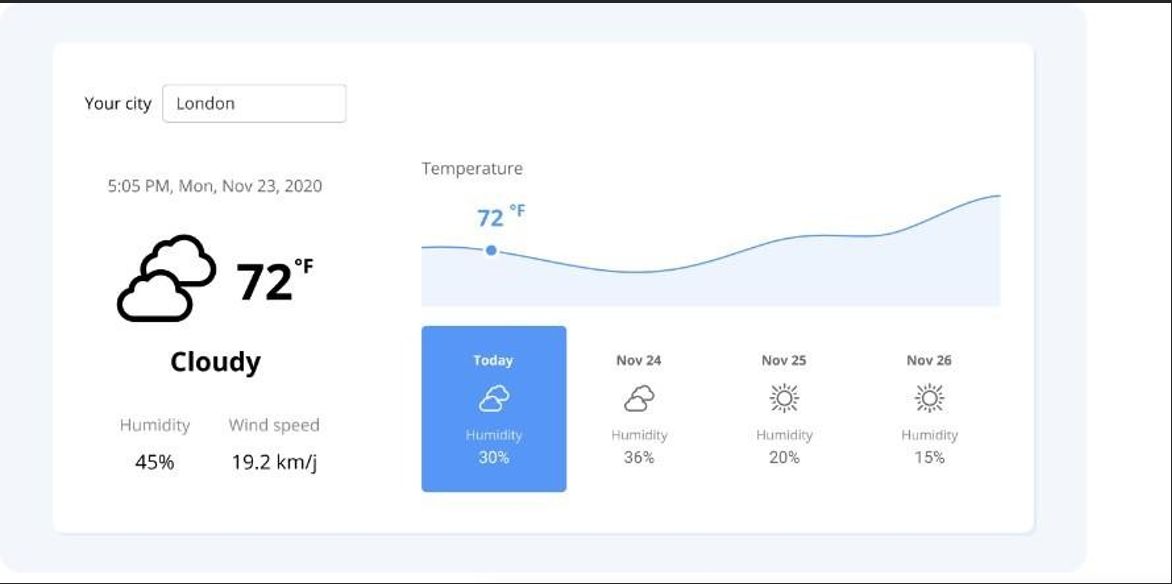 Your city London
5:05 PM, Mon, Nov 23, 2020
72 °F
Cloudy
Humidity Wind speed
45% 19.2 km/j
Temperature
72 °F
Today Nov 24 Nov 25 Nov 26
Humidity Humidity Humidity Humidity
30% 36% 20% 15%